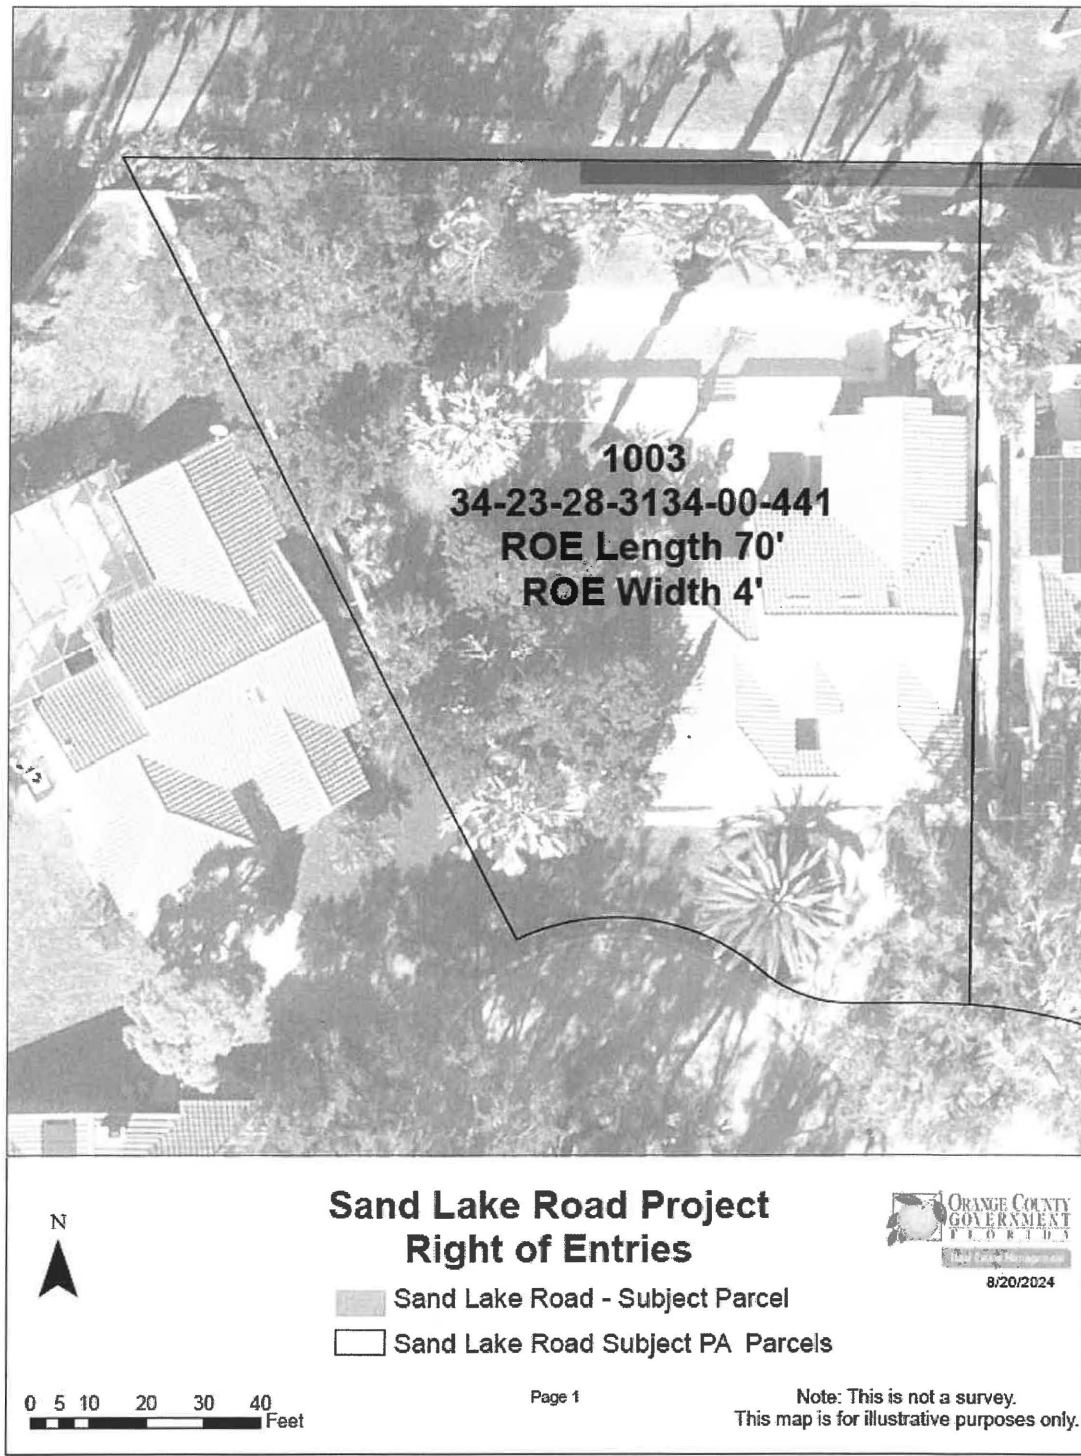 1003
34-23-28-3134-00-441
ROE Length 70'
ROE Width 4'
Sand Lake Road Project
Right of Entries
N
Sand Lake Road - Subject Parcel
Sand Lake Road Subject PA Parcels
ORANGE COUNTY
GOVERNMENT
FLORIDA
Real Estate Management
8/20/2024
0 5 10 20 30 40
Feet
Page 1
Note: This is not a survey.
This map is for illustrative purposes only.